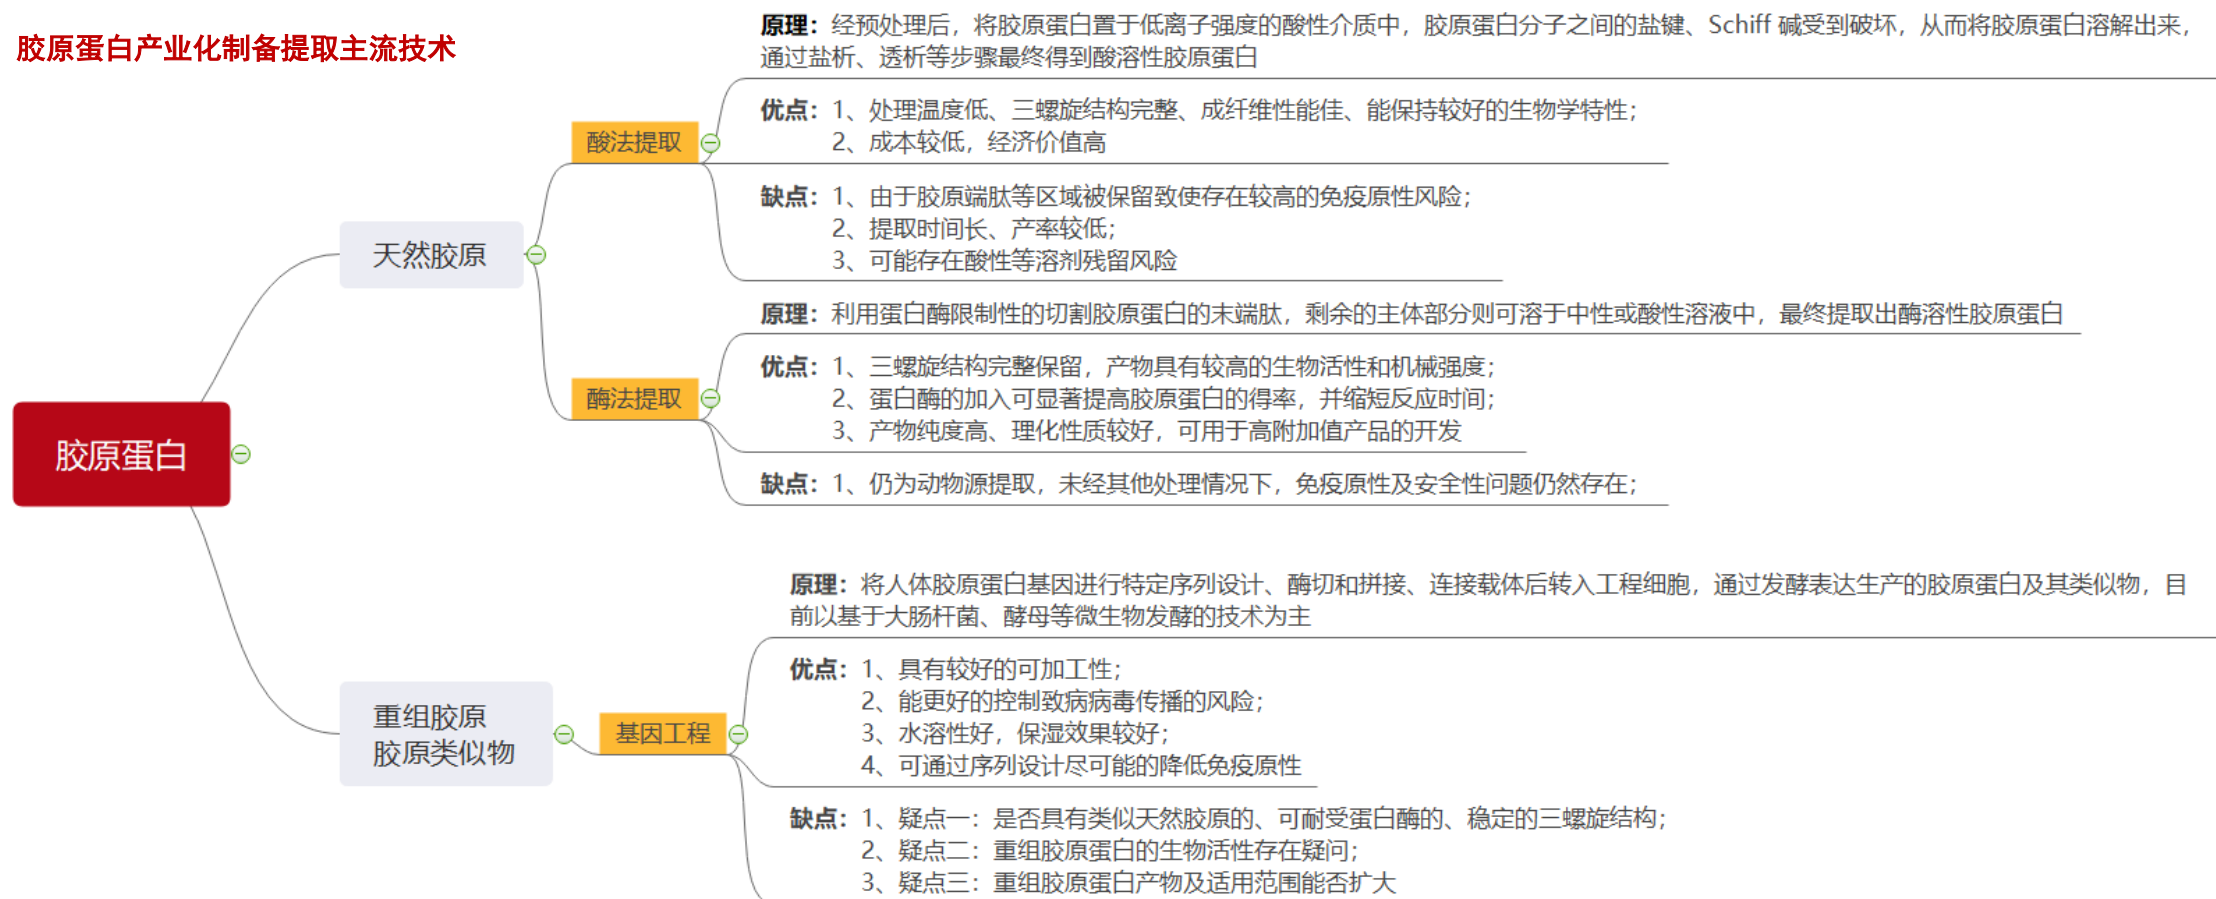 胶原蛋白产业化制备提取主流技术
原理：经预处理后，将胶原蛋白置于低离子强度的酸性介质中，胶原蛋白分子之间的盐键、Schiff 碱受到破坏，从而将胶原蛋白溶解出来，
通过盐析、透析等步骤最终得到酸溶性胶原蛋白
优点：1、处理温度低、三螺旋结构完整、成纤维性能佳、能保持较好的生物学特性；
2、成本较低，经济价值高
酸法提取
缺点：1、由于胶原端肽等区域被保留致使存在较高的免疫原性风险；
2、提取时间长、产率较低；
3、可能存在酸性等溶剂残留风险
天然胶原
原理：利用蛋白酶限制性的切割胶原蛋白的末端肽，剩余的主体部分则可溶于中性或酸性溶液中，最终提取出酶溶性胶原蛋白
优点：1、三螺旋结构完整保留，产物具有较高的生物活性和机械强度；
2、蛋白酶的加入可显著提高胶原蛋白的得率，并缩短反应时间；
3、产物纯度高、理化性质较好，可用于高附加值产品的开发
酶法提取
缺点：1、仍为动物源提取，未经其他处理情况下，免疫原性及安全性问题仍然存在；
胶原蛋白
原理：将人体胶原蛋白基因进行特定序列设计、酶切和拼接、连接载体后转入工程细胞，通过发酵表达生产的胶原蛋白及其类似物，目
前以基于大肠杆菌、酵母等微生物发酵的技术为主
优点：1、具有较好的可加工性；
2、能更好的控制致病病毒传播的风险；
3、水溶性好，保湿效果较好；
4、可通过序列设计尽可能的降低免疫原性
重组胶原
胶原类似物
基因工程
缺点：1、疑点一：是否具有类似天然胶原的、可耐受蛋白酶的、稳定的三螺旋结构；
2、疑点二：重组胶原蛋白的生物活性存在疑问；
3、疑点三：重组胶原蛋白产物及适用范围能否扩大